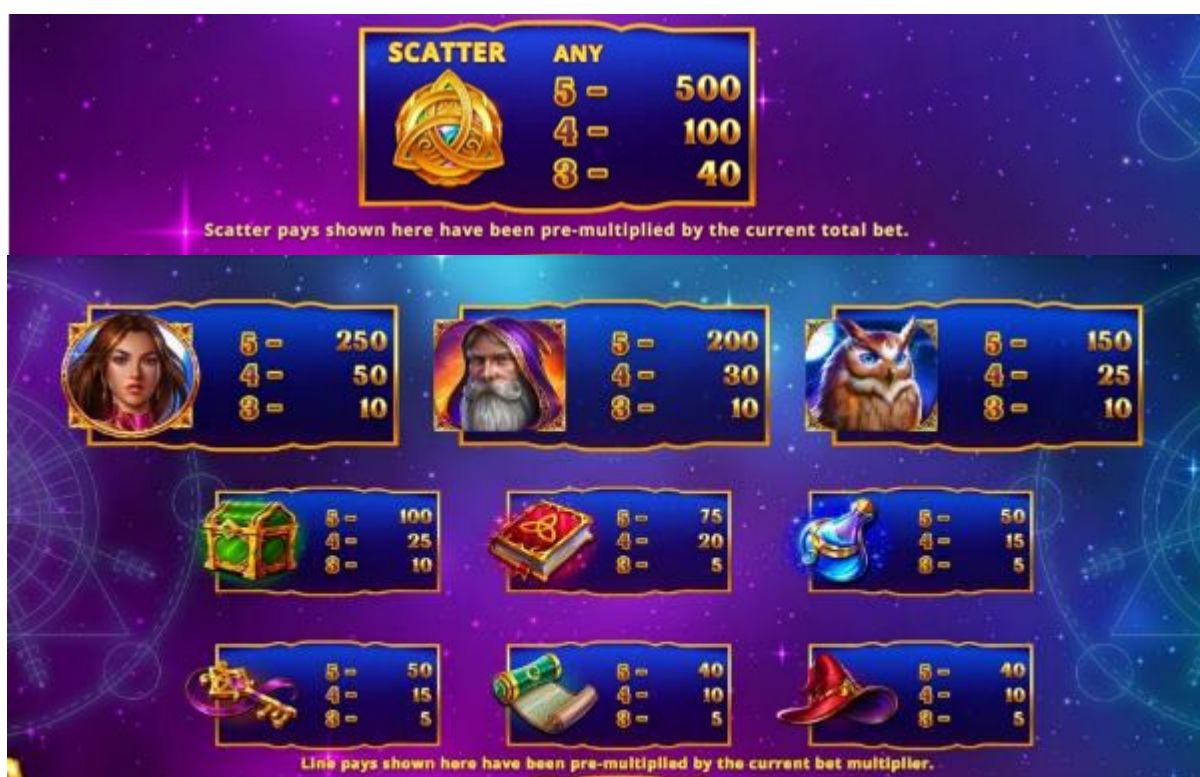 SCATTER ANY
5 - 500
4 - 100
3 - 40
Scatter pays shown here have been pre-multiplied by the current total bet.
5 - 250
4 - 50
3 - 10
5 - 200
4 - 30
3 - 10
5 - 150
4 - 25
3 - 10
5 - 100
4 - 25
3 - 10
5 - 75
4 - 20
3 - 5
5 - 50
4 - 15
3 - 5
5 - 50
4 - 15
3 - 5
5 - 40
4 - 10
3 - 5
5 - 40
4 - 10
3 - 5
Line pays shown here have been pre-multiplied by the current bet multiplier.